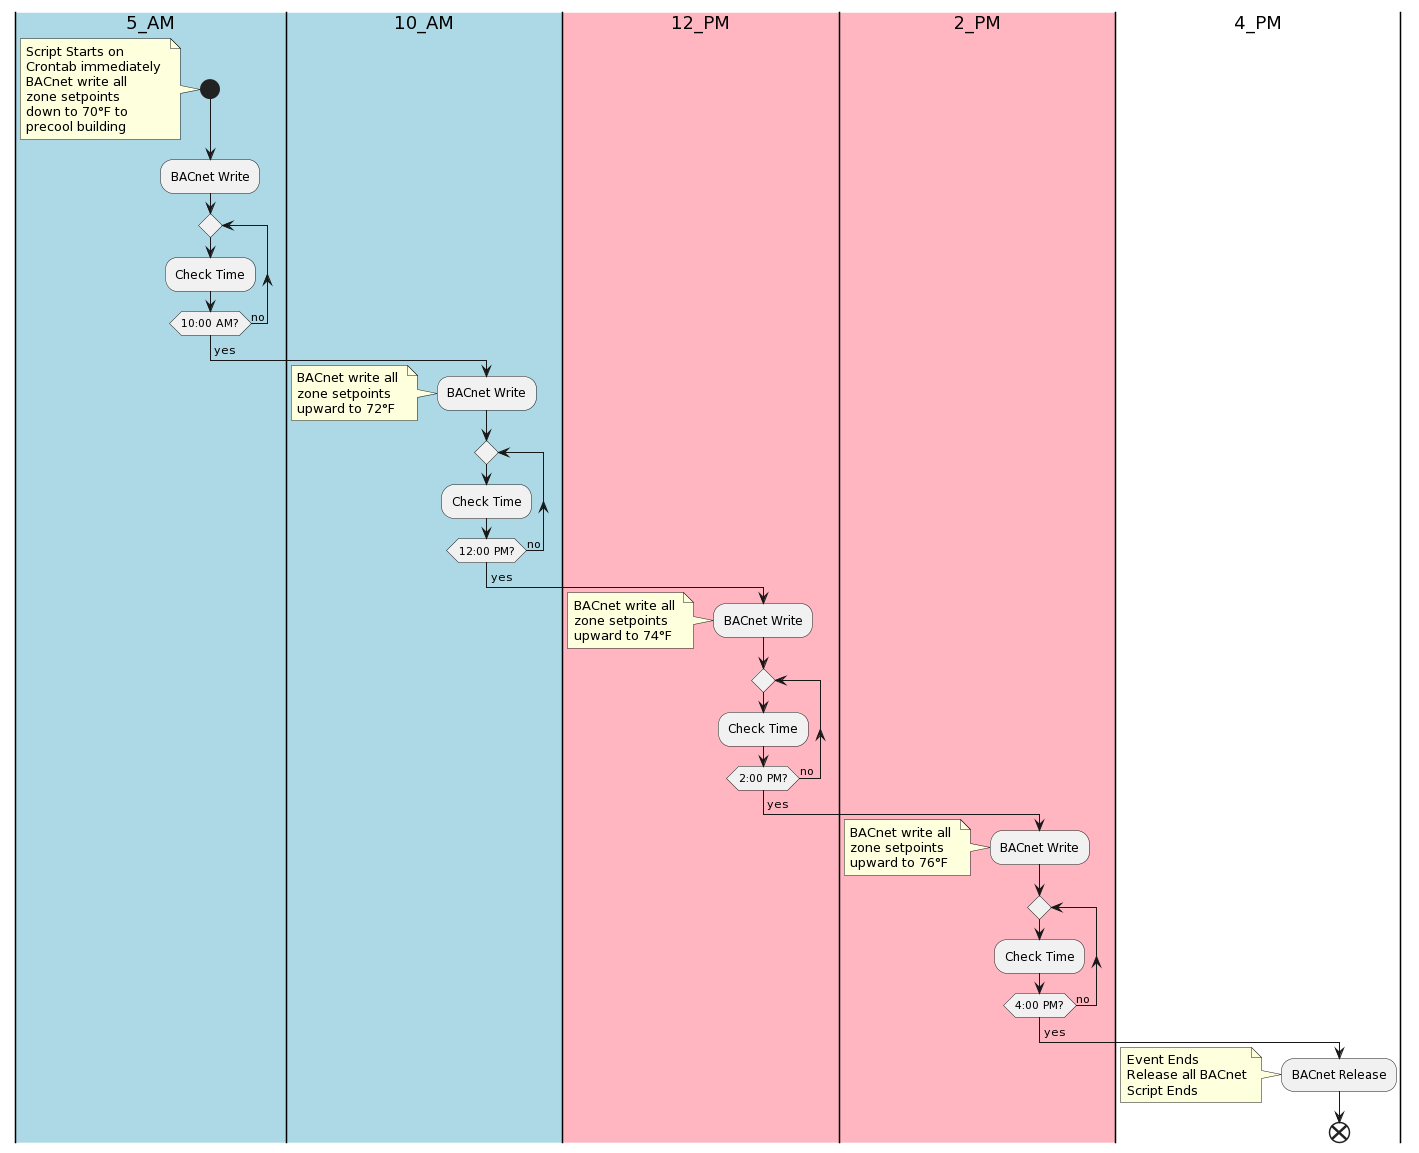 5_AM
10_AM
12_PM
2_PM
4_PM
Script Starts on
Crontab immediately
BACnet write all
zone setpoints
down to 70°F to
precool building
BACnet Write
Check Time
10:00 AM?
no
yes
BACnet write all
zone setpoints
upward to 72°F
BACnet Write
Check Time
12:00 PM?
no
yes
BACnet write all
zone setpoints
upward to 74°F
BACnet Write
Check Time
2:00 PM?
no
yes
BACnet write all
zone setpoints
upward to 76°F
BACnet Write
Check Time
4:00 PM?
no
yes
Event Ends
Release all BACnet
Script Ends
BACnet Release